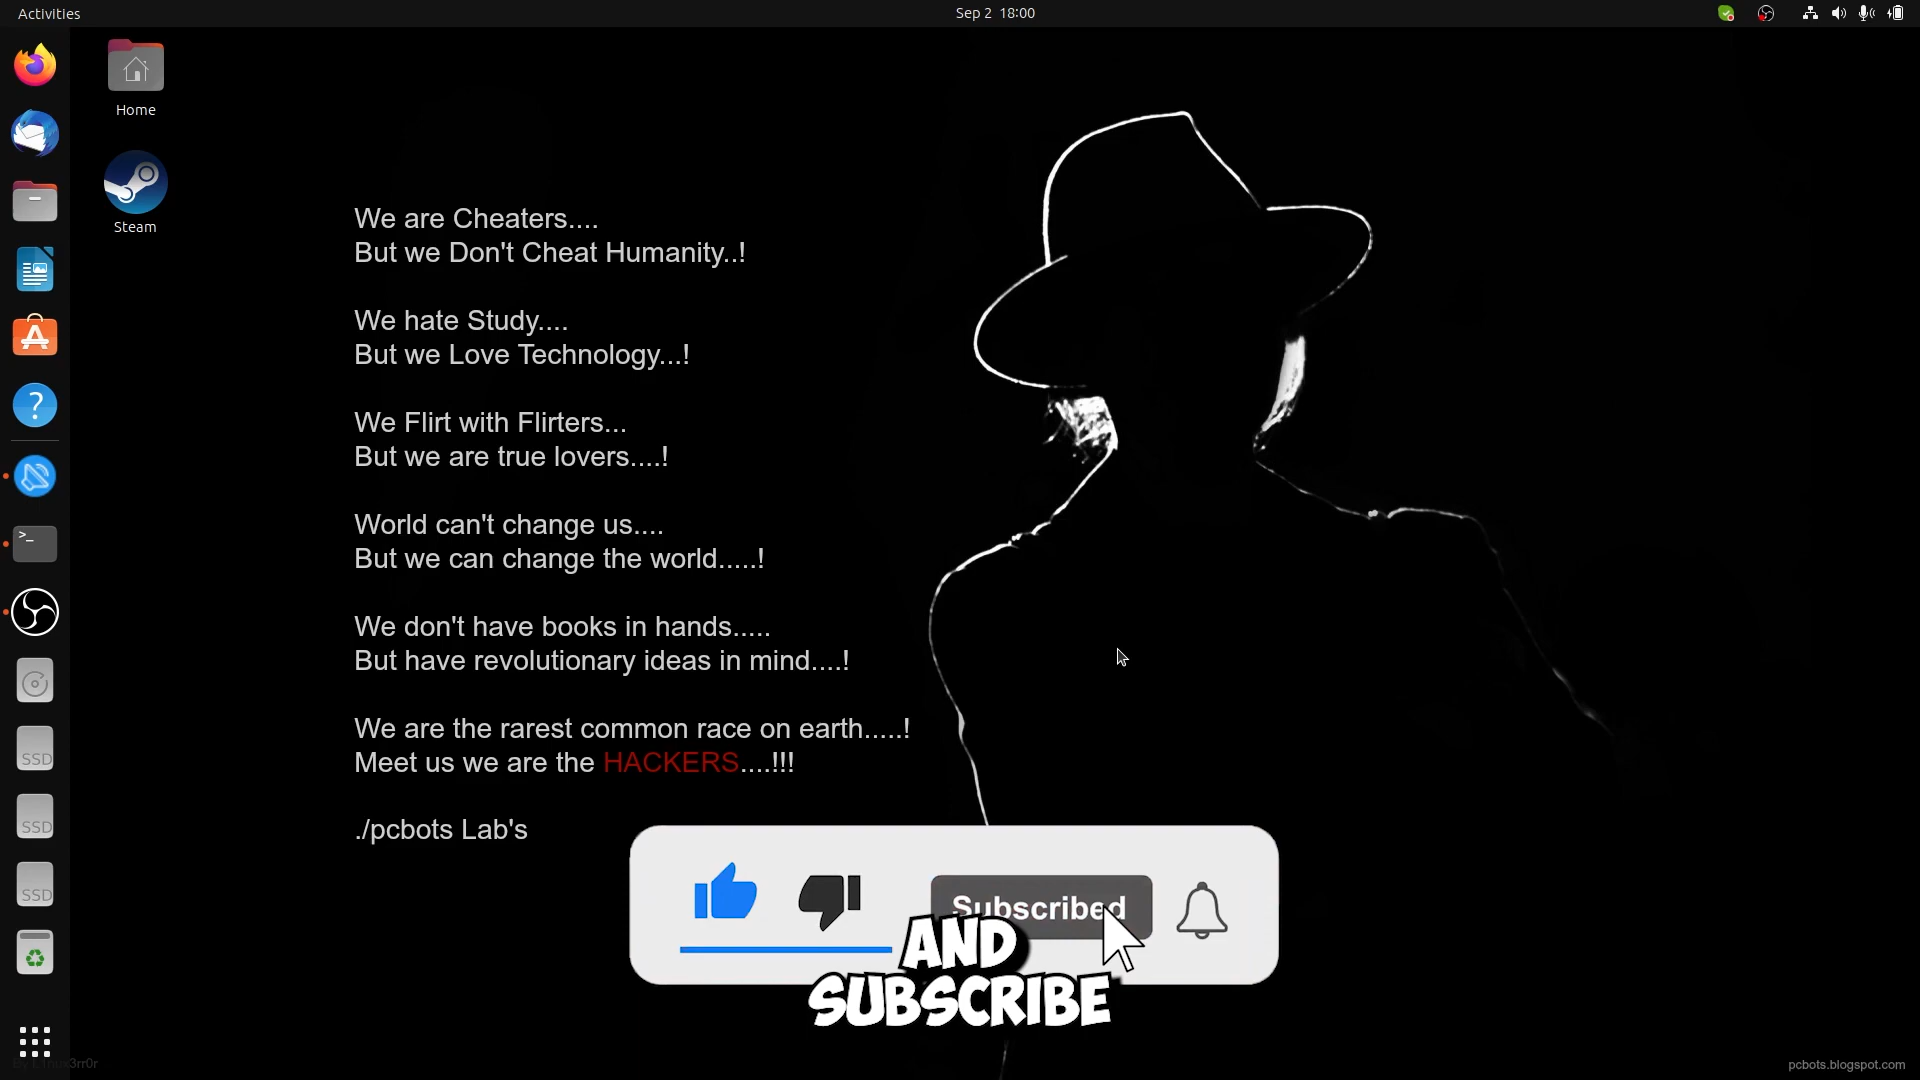 Activities
Sep 2 18:00
Home
Steam
We are Cheaters....
But we Don't Cheat Humanity..!
We hate Study....
But we Love Technology...!
We Flirt with Flirters...
But we are true lovers....!
World can't change us....
But we can change the world.....!
We don't have books in hands.....
But have revolutionary ideas in mind....!
We are the rarest common race on earth.....!
Meet us we are the HACKERS....!!!
./pcbots Lab's
SSD
SSD
SSD
Subscribed
AND
SUBSCRIBE
pcbots.blogspot.com